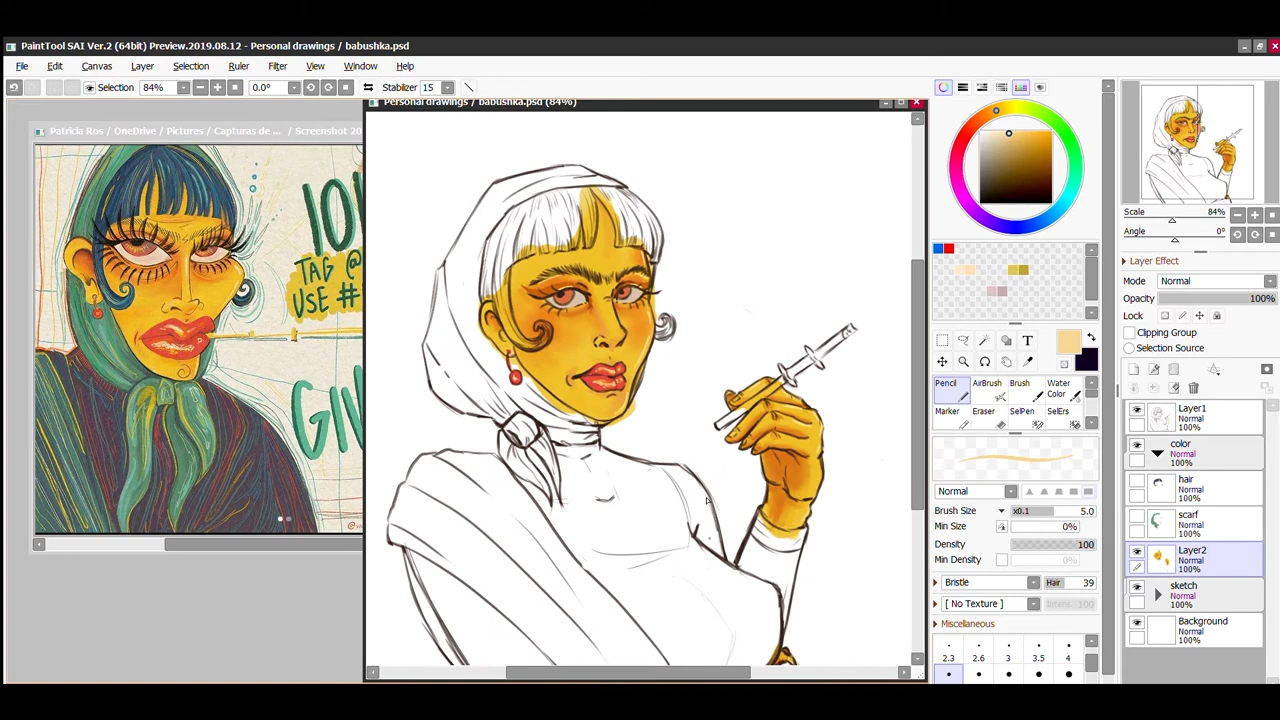 PaintTool SAI Ver.2 (64bit) Preview.2019.08.12 - Personal drawings / babushka.psd
File Edit Canvas Layer Selection Ruler Filter View Window Help
Selection 84% 0.0° Stabilizer 15
Personal drawings / babushka.psd (84%)
Patricia Ros / OneDrive / Pictures / Capturas de ... / Screenshot 20
TAG @
USE #
Scale 84%
Angle 0°
Layer Effect
Mode Normal
Opacity 100%
Lock
Clipping Group
Selection Source
T
Pencil AirBrush Brush Water Color
Marker Eraser SelPen SelErs
Normal
Brush Size x0.1 5.0
Min Size 0%
Density 100
Min Density 0%
Bristle Hair 39
[ No Texture ] Intens. 100
Miscellaneous
2.3 2.6 3 3.5 4
Layer1
Normal
100%
color
Normal
100%
hair
Normal
100%
scarf
Normal
100%
Layer2
Normal
100%
sketch
Normal
100%
Background
Normal
100%